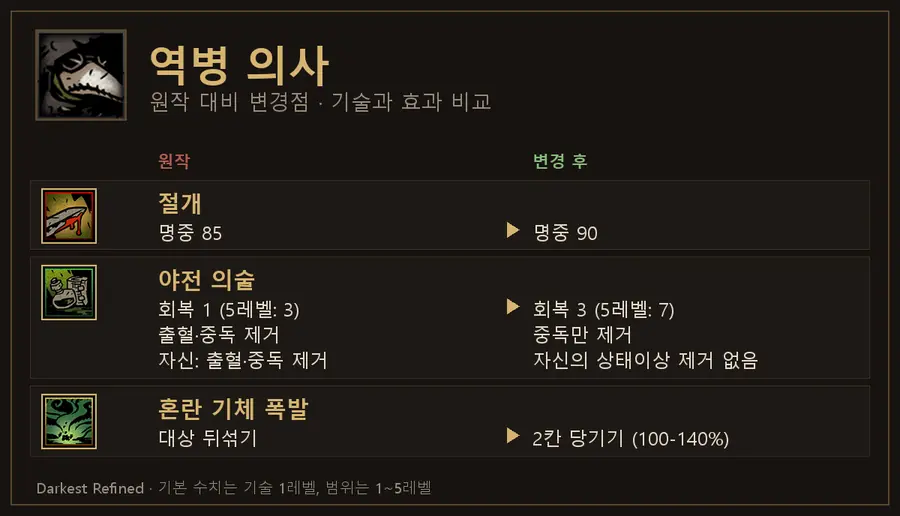 역병 의사
원작 대비 변경점 · 기술과 효과 비교
원작
변경 후
절개
명중 85
명중 90
야전 의술
회복 1 (5레벨: 3)
회복 3 (5레벨: 7)
출혈·중독 제거
중독만 제거
자신: 출혈·중독 제거
자신의 상태이상 제거 없음
혼란 기체 폭발
대상 뒤섞기
2칸 당기기 (100-140%)
Darkest Refined · 기본 수치는 기술 1레벨, 범위는 1~5레벨